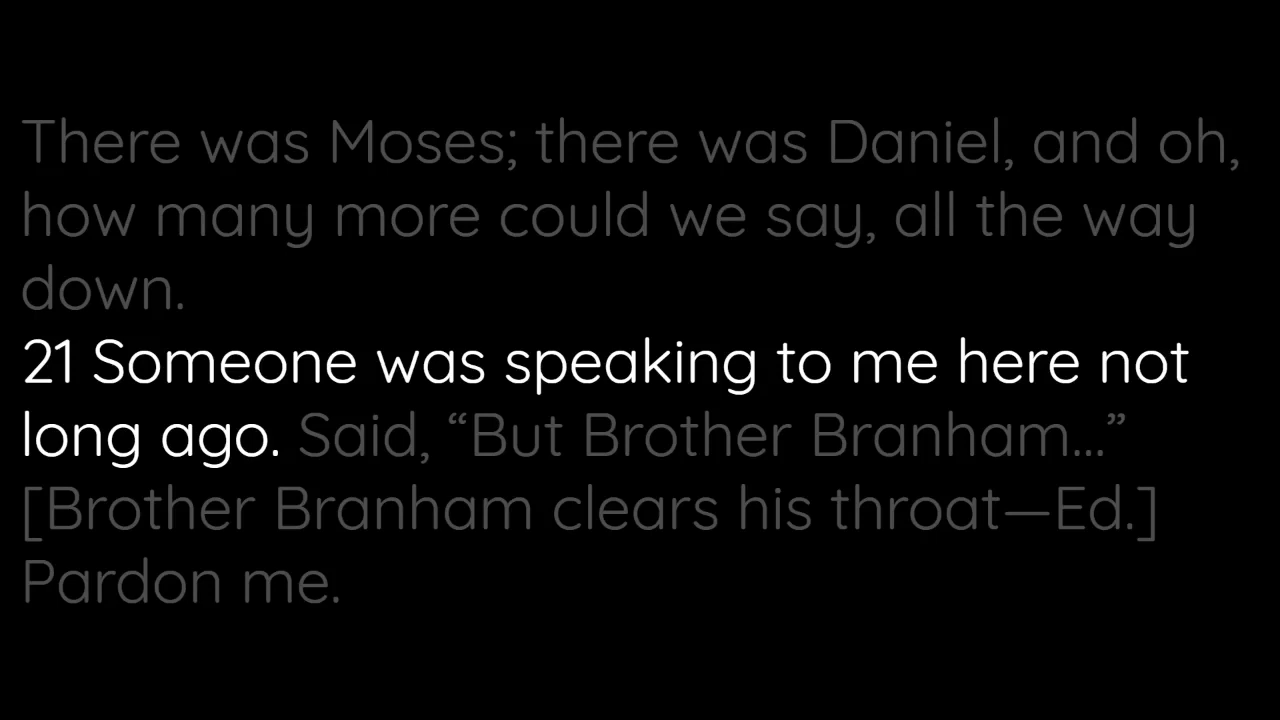 There was Moses; there was Daniel, and oh,
how many more could we say, all the way
down.
21 Someone was speaking to me here not
long ago. Said, “But Brother Branham...”
[Brother Branham clears his throat—Ed.]
Pardon me.